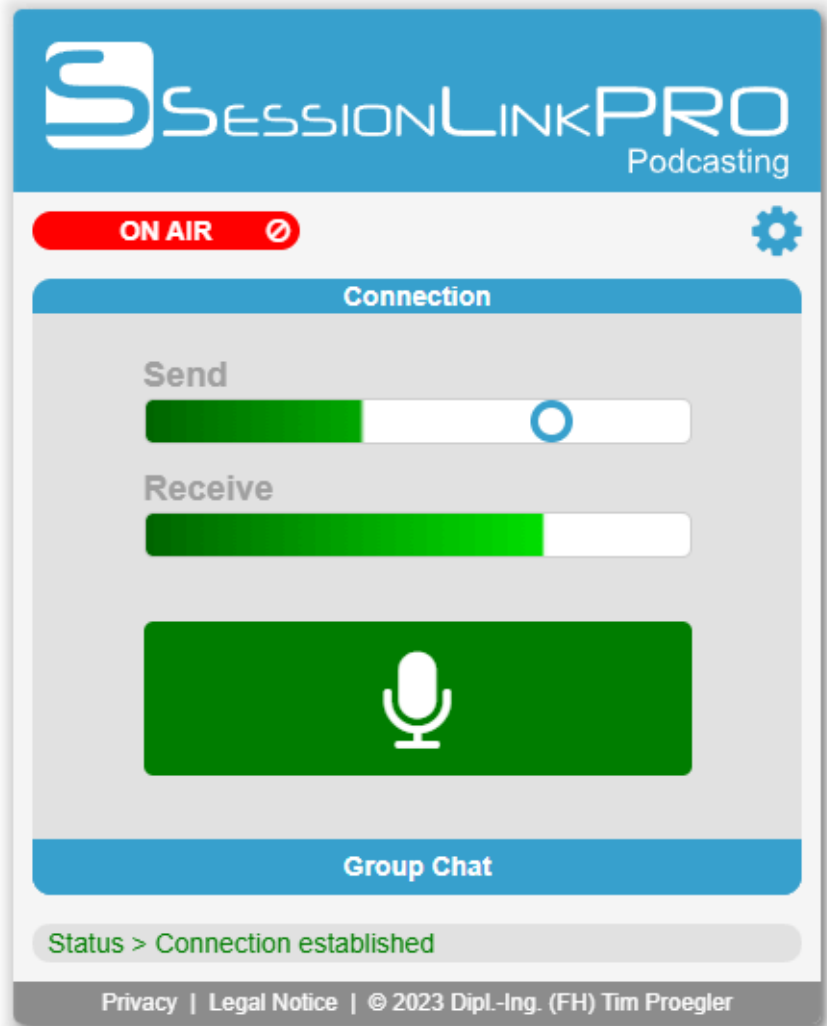 SESSIONLINKPRO
Podcasting
ON AIR
Connection
Send
Receive
Group Chat
Status > Connection established
Privacy | Legal Notice | © 2023 Dipl.-Ing. (FH) Tim Proegler